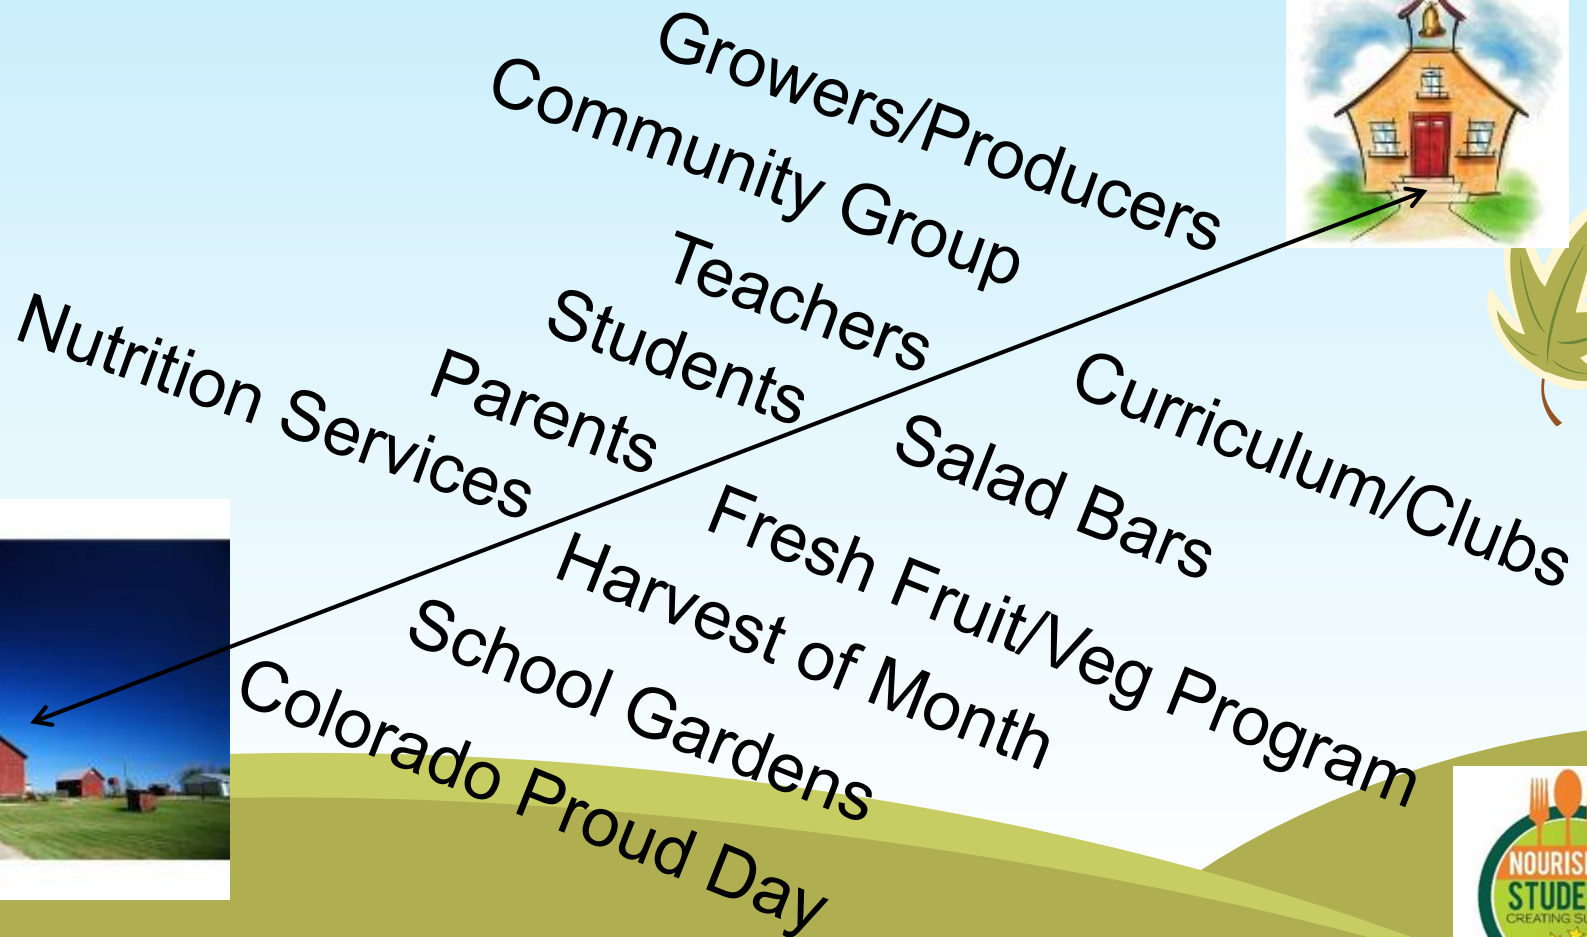 Growers/Producers
Community Group
Teachers
Students
Parents
Nutrition Services
Curriculum/Clubs
Salad Bars
Fresh Fruit/Veg Program
Harvest of Month
School Gardens
Colorado Proud Day